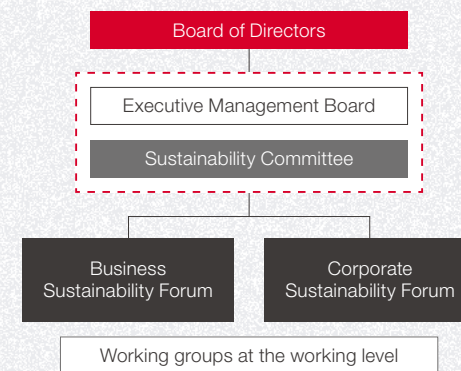 Board of Directors
Executive Management Board
Sustainability Committee
Business
Sustainability Forum
Corporate
Sustainability Forum
Working groups at the working level